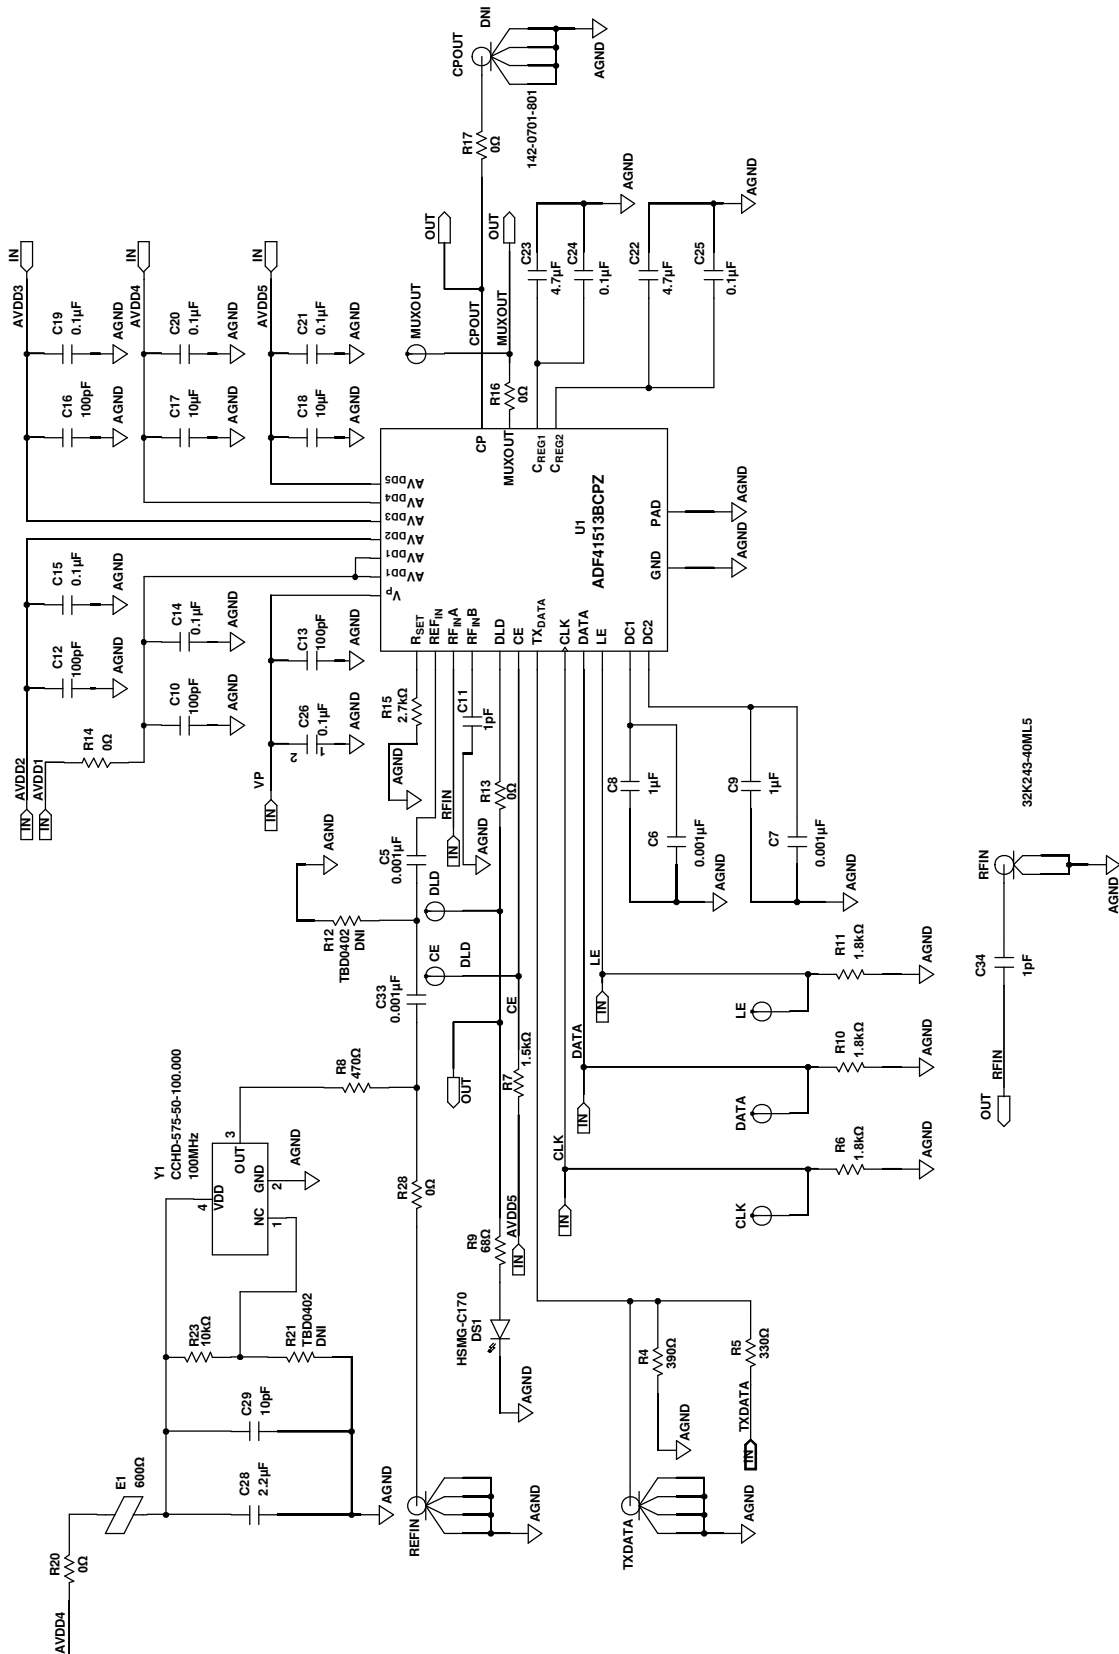 DNI
CPOUT
AGND
142-0701-801
R17
0Ω
OUT
CPOUT
MUXOUT
OUT
MUXOUT
R16
0Ω
C23
4.7µF
C24
0.1µF
AGND
C22
4.7µF
C25
0.1µF
AGND
IN
AVDD3
C19
0.1µF
AGND
C16
100pF
AGND
IN
AVDD4
C20
0.1µF
AGND
C17
10µF
AGND
IN
AVDD5
C21
0.1µF
AGND
C18
10µF
AGND
CP
MUXOUT
CREG1
CREG2
AVDD5
AVDD4
AVDD3
AVDD2
AVDD1
AVDD1
VP
U1
ADF41513BCPZ
PAD
GND
AGND
AGND
RSET
REFIN
RFINA
RFINB
DLD
CE
TXDATA
CLK
DATA
LE
DC1
DC2
C15
0.1µF
AGND
C12
100pF
AGND
C14
0.1µF
AGND
C10
100pF
AGND
R14
0Ω
AVDD2
AVDD1
IN
IN
C13
100pF
AGND
C26
0.1µF
1
2
AGND
VP
IN
R15
2.7kΩ
AGND
C11
1pF
RFIN
IN
AGND
R13
0Ω
C5
0.001µF
AGND
R12
TBD0402
DNI
DLD
CE
DLD
C33
0.001µF
CE
OUT
R7
1.5kΩ
AVDD5
IN
R8
470Ω
Y1
CCHD-575-50-100.000
100MHz
VDD
4
OUT
3
GND
2
NC
1
AGND
R28
0Ω
R9
68Ω
HSMG-C170
DS1
AGND
R23
10kΩ
R21
TBD0402
DNI
C29
10pF
C28
2.2µF
AGND
E1
600Ω
R20
0Ω
AVDD4
REFIN
AGND
TXDATA
AGND
R4
390Ω
AGND
R5
330Ω
TXDATA
IN
C8
1µF
C6
0.001µF
AGND
C9
1µF
C7
0.001µF
AGND
LE
IN
LE
R11
1.8kΩ
AGND
DATA
IN
DATA
R10
1.8kΩ
AGND
CLK
IN
CLK
R6
1.8kΩ
AGND
32K243-40ML5
RFIN
AGND
C34
1pF
RFIN
OUT